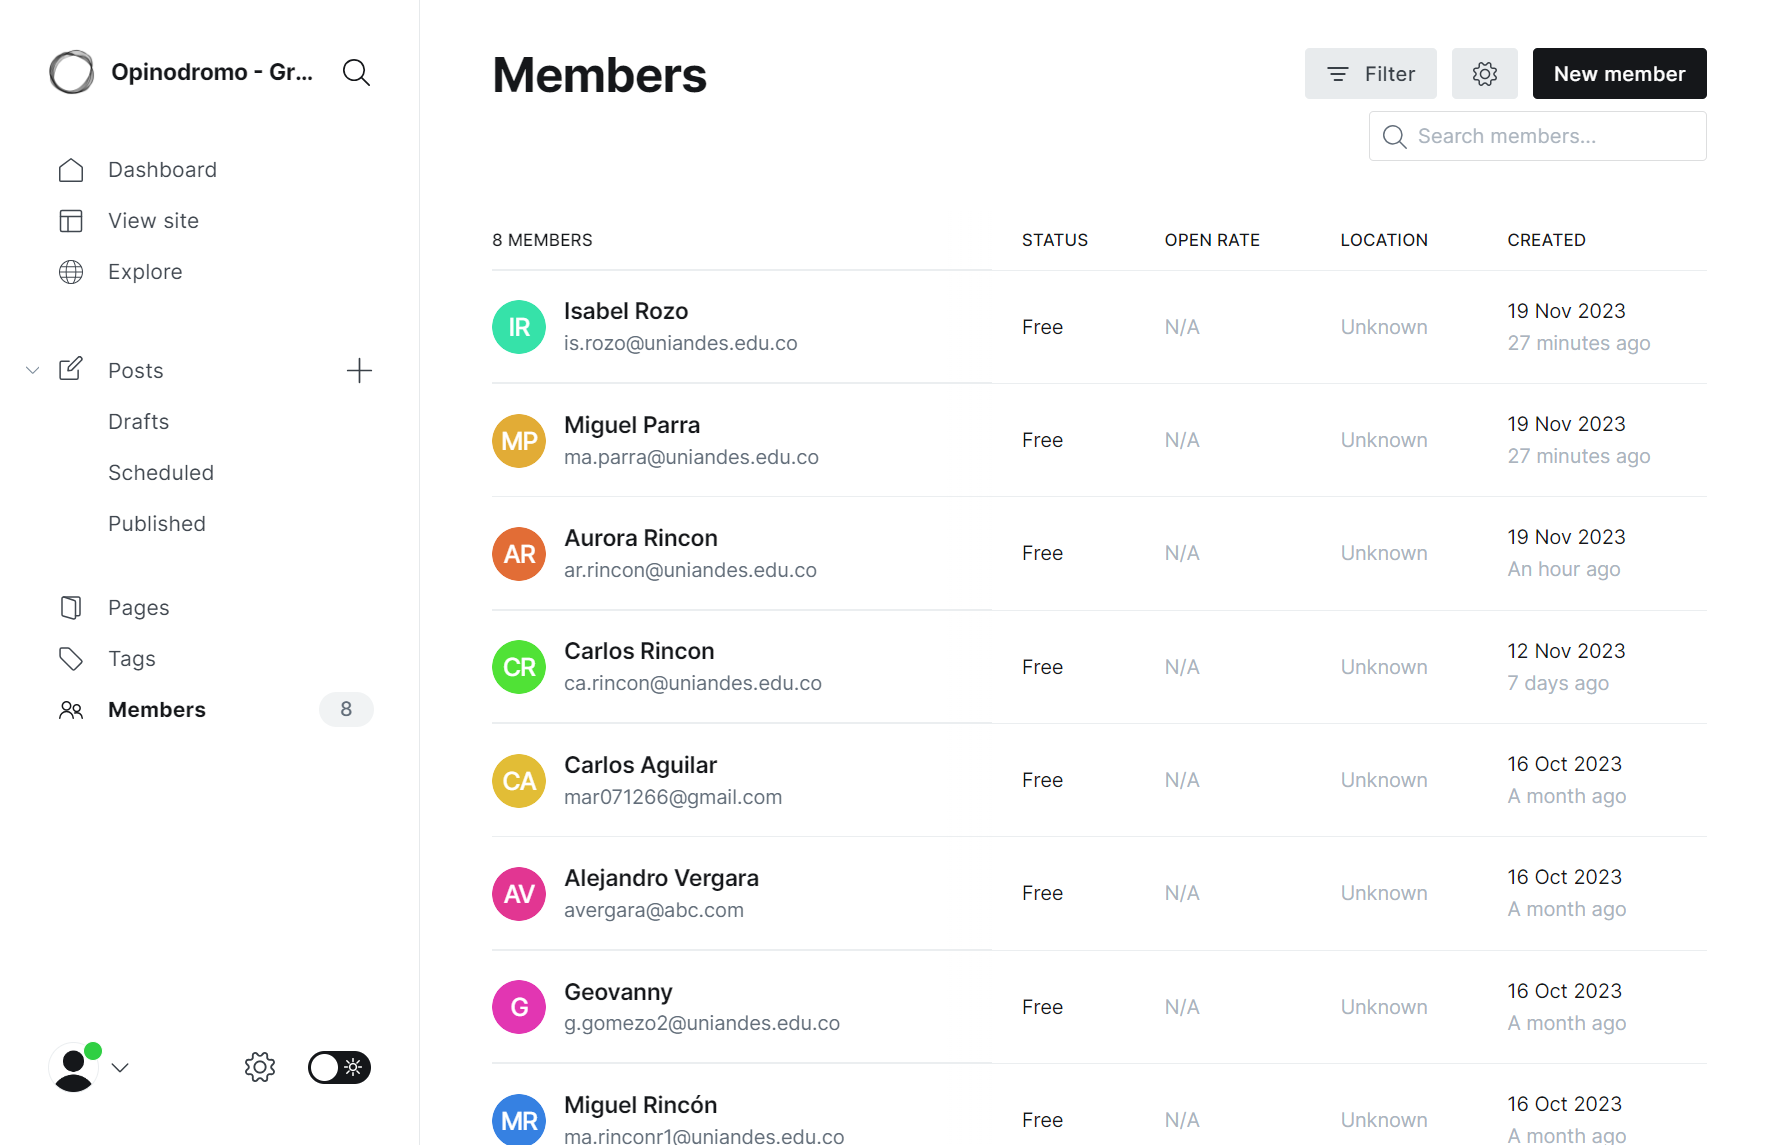 Opinodromo - Gr...
Dashboard
View site
Explore
Posts
Drafts
Scheduled
Published
Pages
Tags
Members 8
Members
Filter
New member
Search members...
8 MEMBERS STATUS OPEN RATE LOCATION CREATED
IR Isabel Rozo Free N/A Unknown 19 Nov 2023
is.rozo@uniandes.edu.co 27 minutes ago
MP Miguel Parra Free N/A Unknown 19 Nov 2023
ma.parra@uniandes.edu.co 27 minutes ago
AR Aurora Rincon Free N/A Unknown 19 Nov 2023
ar.rincon@uniandes.edu.co An hour ago
CR Carlos Rincon Free N/A Unknown 12 Nov 2023
ca.rincon@uniandes.edu.co 7 days ago
CA Carlos Aguilar Free N/A Unknown 16 Oct 2023
mar071266@gmail.com A month ago
AV Alejandro Vergara Free N/A Unknown 16 Oct 2023
avergara@abc.com A month ago
G Geovanny Free N/A Unknown 16 Oct 2023
g.gomezo2@uniandes.edu.co A month ago
MR Miguel Rincón Free N/A Unknown 16 Oct 2023
ma.rinconr1@uniandes.edu.co A month ago